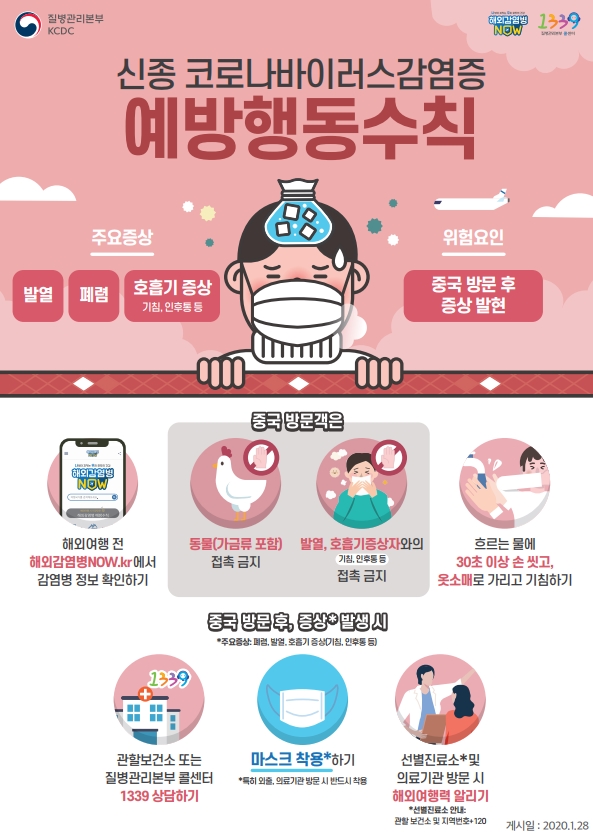 질병관리본부
KCDC
해외감염병
NOW
1339
질병관리본부 콜센터
신종 코로나바이러스감염증
예방행동수칙
주요증상
발열
폐렴
호흡기 증상
기침, 인후통 등
위험요인
중국 방문 후
증상 발현
중국 방문객은
해외감염병
NOW
해외여행 전
해외감염병NOW.kr에서
감염병 정보 확인하기
동물(가금류 포함)
접촉 금지
발열, 호흡기증상자와의
기침, 인후통 등
접촉 금지
흐르는 물에
30초 이상 손 씻고,
옷소매로 가리고 기침하기
중국 방문 후, 증상* 발생 시
*주요증상: 폐렴, 발열, 호흡기 증상(기침, 인후통 등)
1339
관할보건소 또는
질병관리본부 콜센터
1339 상담하기
마스크 착용*하기
*특히 외출, 의료기관 방문 시 반드시 착용
선별진료소*및
의료기관 방문 시
해외여행력 알리기
*선별진료소 안내:
관할 보건소 및 지역번호+120
게시일 : 2020.1.28